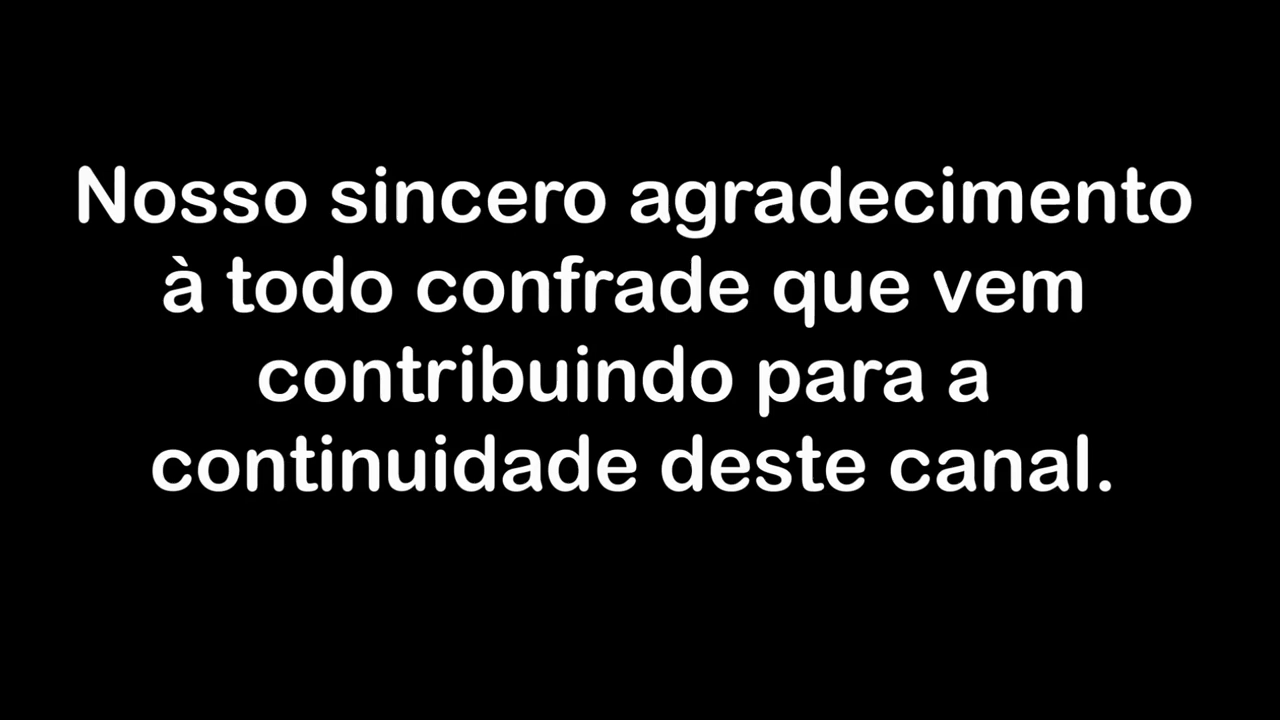 Nosso sincero agradecimento
à todo confrade que vem
contribuindo para a
continuidade deste canal.